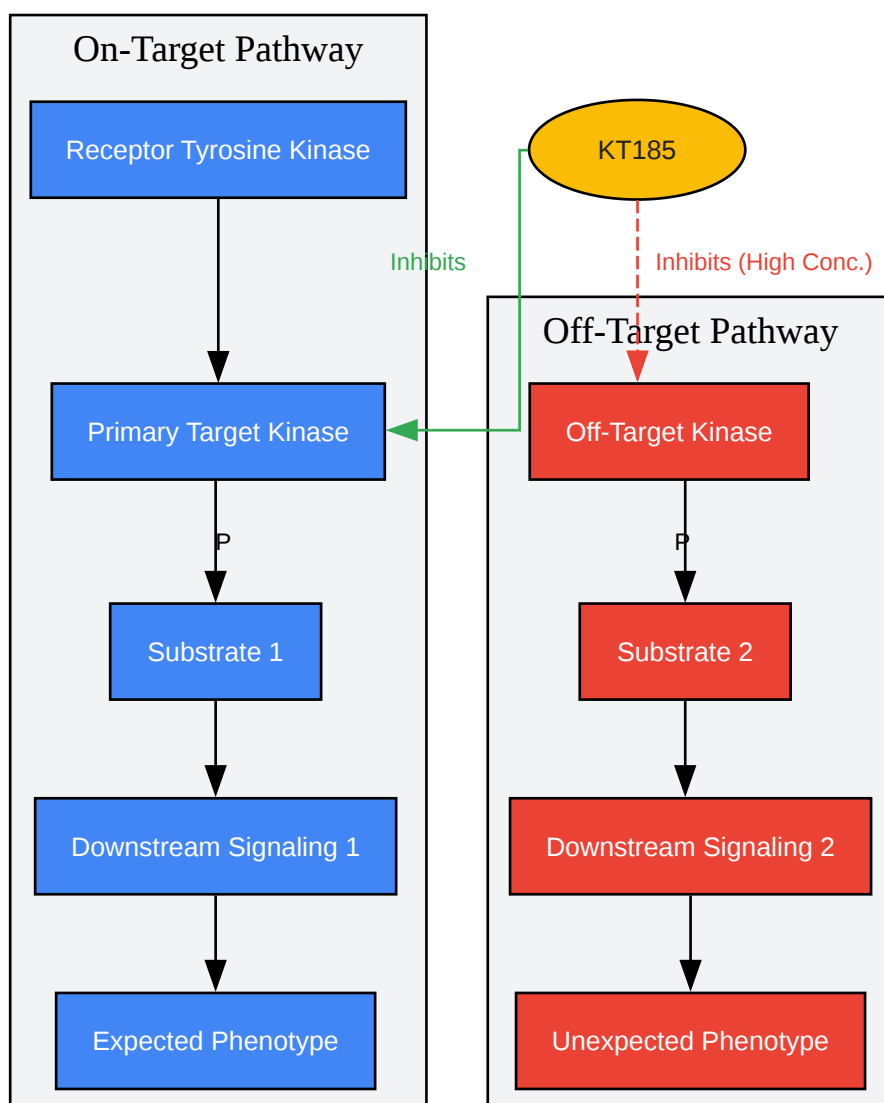 On-Target Pathway
Receptor Tyrosine Kinase
KT185
Inhibits
Inhibits (High Conc.)
Off-Target Pathway
Primary Target Kinase
Off-Target Kinase
P
P
Substrate 1
Substrate 2
Downstream Signaling 1
Downstream Signaling 2
Expected Phenotype
Unexpected Phenotype